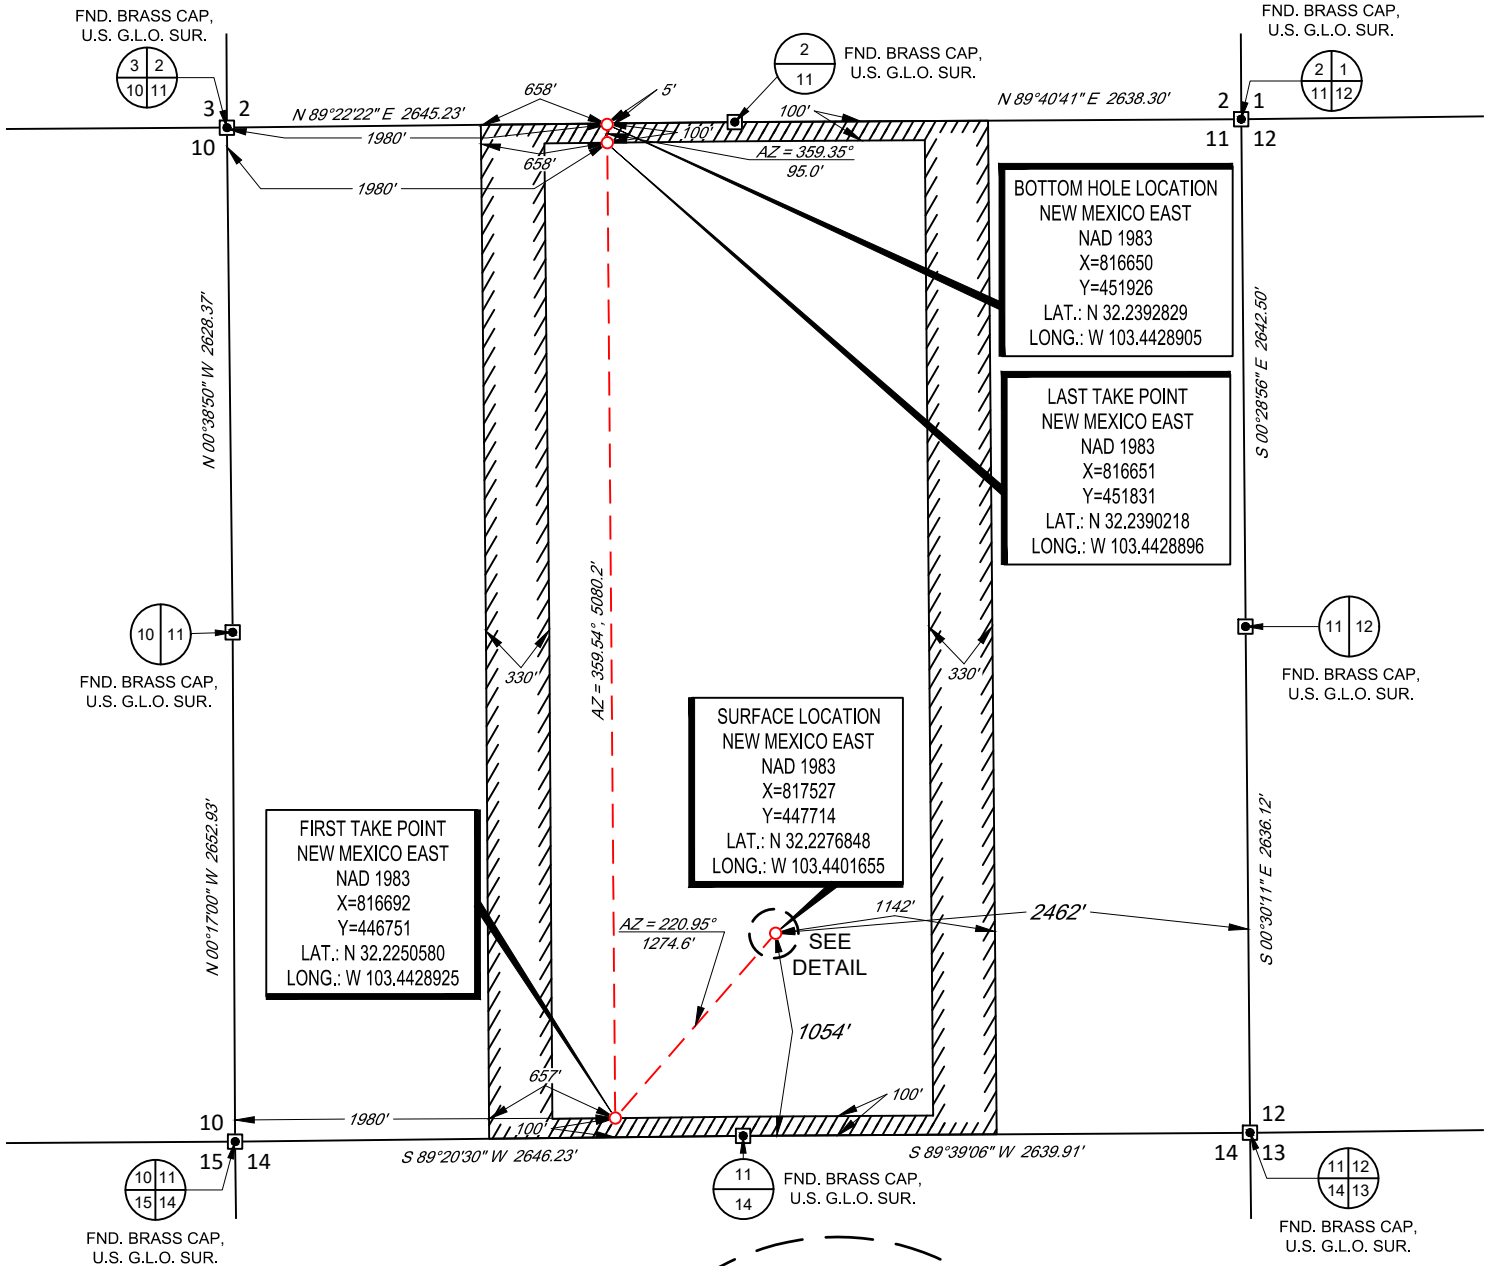 FND. BRASS CAP,
U.S. G.L.O. SUR.
3 2
10 11
2
11
FND. BRASS CAP,
U.S. G.L.O. SUR.
FND. BRASS CAP,
U.S. G.L.O. SUR.
2 1
11 12
3 2
10
N 89°22'22" E 2645.23'
658'
5'
100'
N 89°40'41" E 2638.30'
2 1
11 12
1980'
100'
658'
AZ = 359.35°
95.0'
1980'
BOTTOM HOLE LOCATION
NEW MEXICO EAST
NAD 1983
X=816650
Y=451926
LAT.: N 32.2392829
LONG.: W 103.4428905
N 00°38'50" W 2628.37'
S 00°28'56" E 2642.50'
LAST TAKE POINT
NEW MEXICO EAST
NAD 1983
X=816651
Y=451831
LAT.: N 32.2390218
LONG.: W 103.4428896
10 11
FND. BRASS CAP,
U.S. G.L.O. SUR.
330'
AZ = 359.54°, 5080.2'
330'
11 12
FND. BRASS CAP,
U.S. G.L.O. SUR.
SURFACE LOCATION
NEW MEXICO EAST
NAD 1983
X=817527
Y=447714
LAT.: N 32.2276848
LONG.: W 103.4401655
FIRST TAKE POINT
NEW MEXICO EAST
NAD 1983
X=816692
Y=446751
LAT.: N 32.2250580
LONG.: W 103.4428925
N 00°17'00" W 2652.93'
S 00°30'11" E 2636.12'
AZ = 220.95°
1274.6'
SEE
DETAIL
1142'
2462'
1054'
657'
1980'
100'
100'
10
15 14
12
14 13
S 89°20'30" W 2646.23'
S 89°39'06" W 2639.91'
10 11
15 14
FND. BRASS CAP,
U.S. G.L.O. SUR.
11
14
FND. BRASS CAP,
U.S. G.L.O. SUR.
11 12
14 13
FND. BRASS CAP,
U.S. G.L.O. SUR.